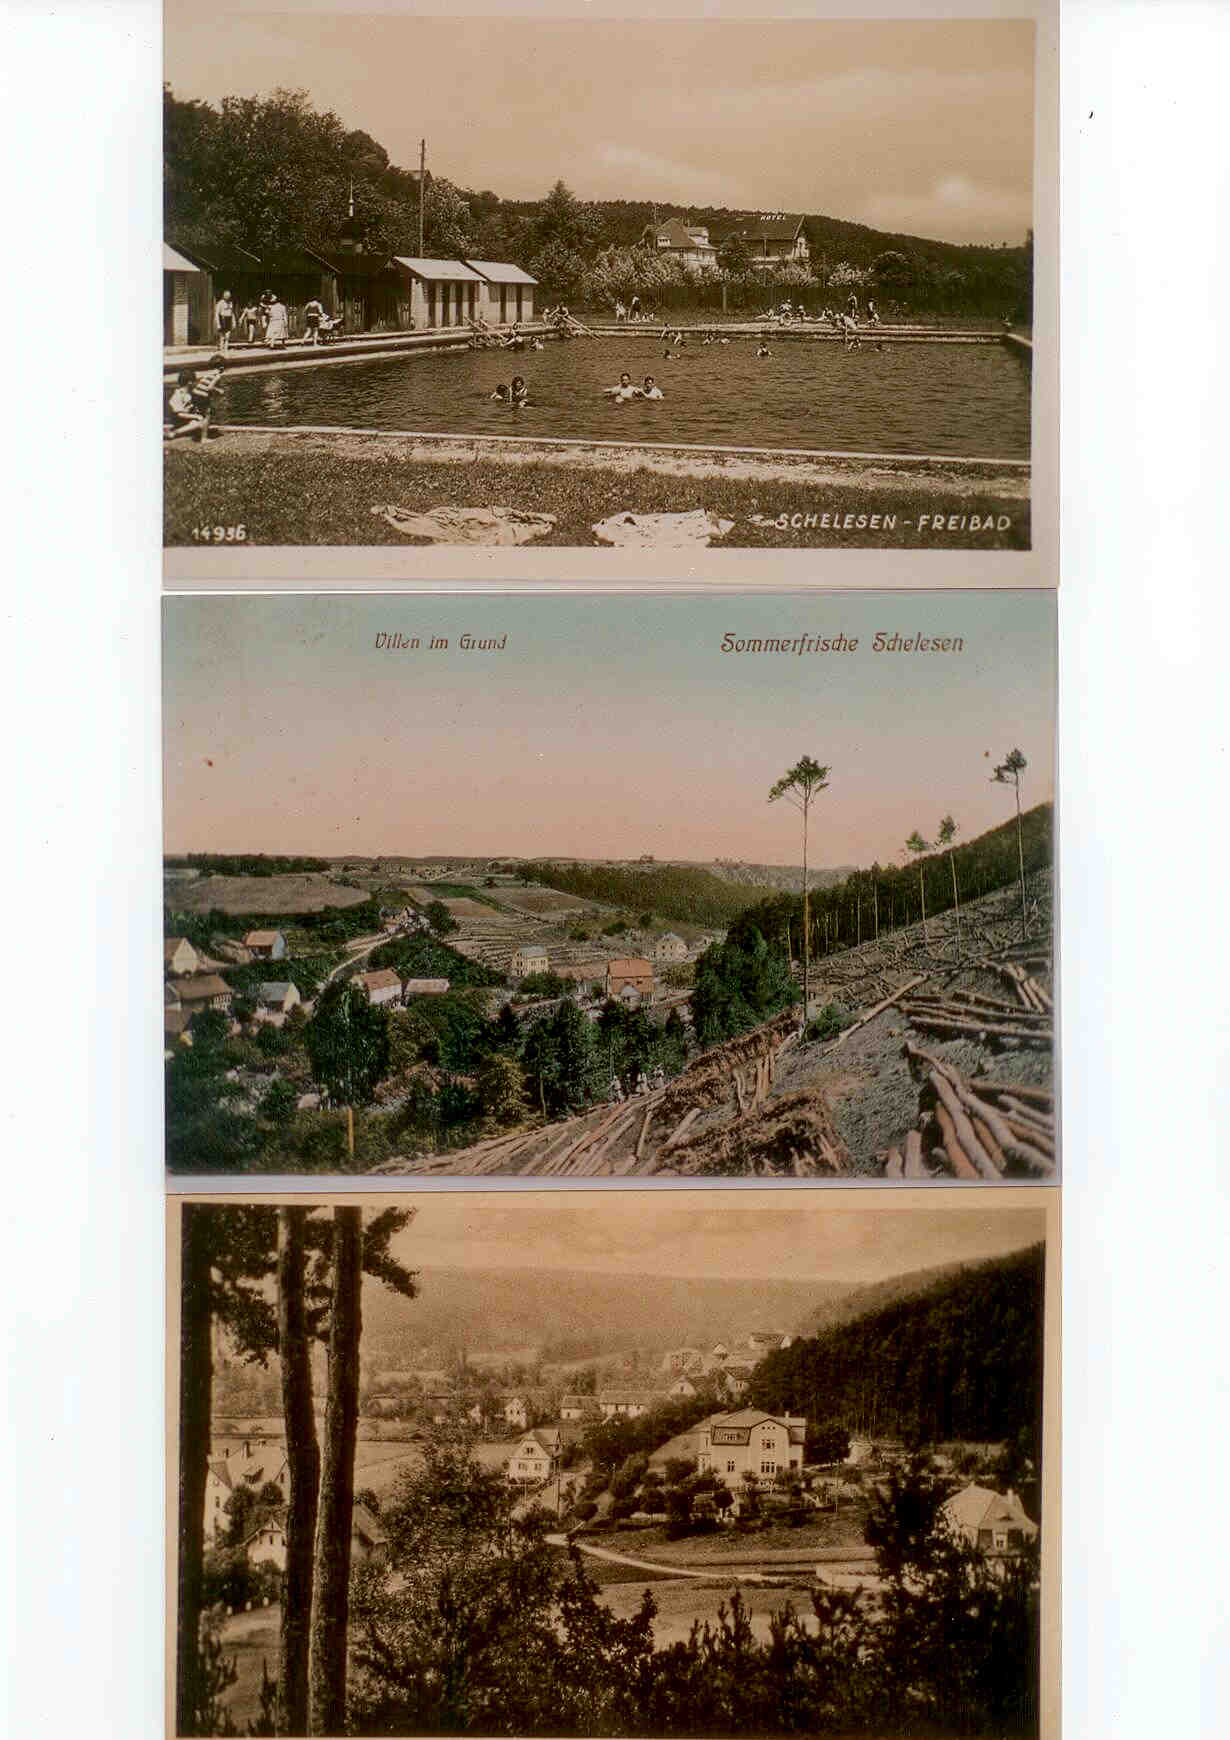 HOTEL
14936
SCHELESEN - FREIBAD
Villen im Grund
Sommerfrische Schelesen